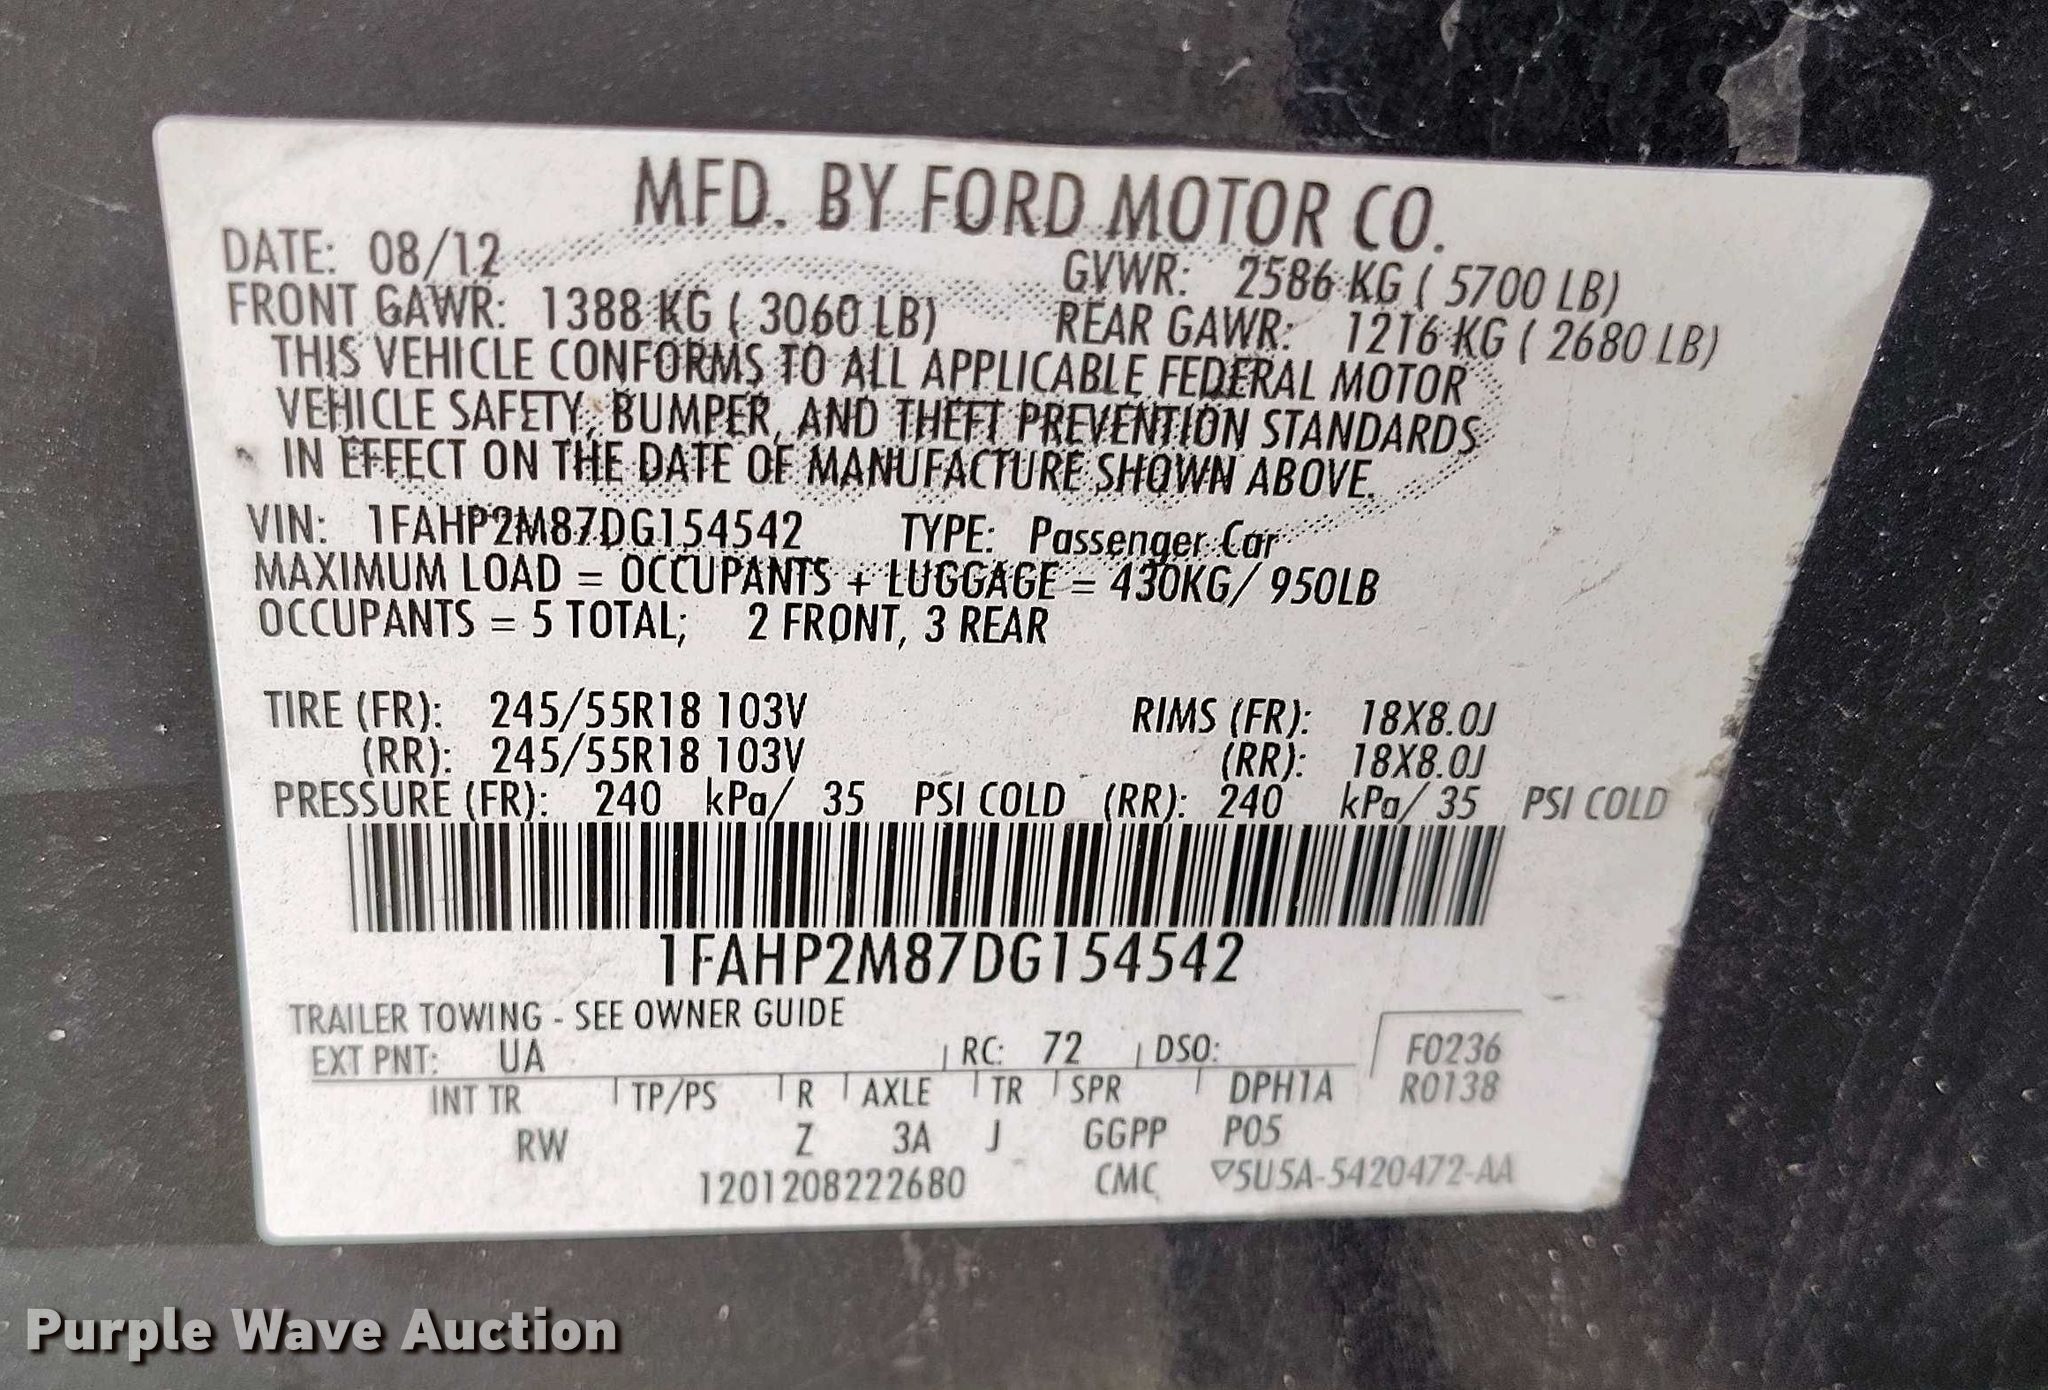 MFD. BY FORD MOTOR CO.
DATE: 08/12 GVWR: 2586 KG ( 5700 LB)
FRONT GAWR: 1388 KG ( 3060 LB) REAR GAWR: 1216 KG ( 2680 LB)
THIS VEHICLE CONFORMS TO ALL APPLICABLE FEDERAL MOTOR
VEHICLE SAFETY, BUMPER, AND THEFT PREVENTION STANDARDS
IN EFFECT ON THE DATE OF MANUFACTURE SHOWN ABOVE.
VIN: 1FAHP2M87DG154542 TYPE: Passenger Car
MAXIMUM LOAD = OCCUPANTS + LUGGAGE = 430KG/ 950LB
OCCUPANTS = 5 TOTAL; 2 FRONT, 3 REAR
TIRE (FR): 245/55R18 103V RIMS (FR): 18X8.0J
(RR): 245/55R18 103V (RR): 18X8.0J
PRESSURE (FR): 240 kPa/ 35 PSI COLD (RR): 240 kPa/ 35 PSI COLD
1FAHP2M87DG154542
TRAILER TOWING - SEE OWNER GUIDE
EXT PNT: UA RC: 72 DSO: F0236
INT TR TP/PS R AXLE TR SPR DPH1A R0138
RW Z 3A J GGPP P05
1201208222680 CMC ▽5U5A-5420472-AA
Purple Wave Auction